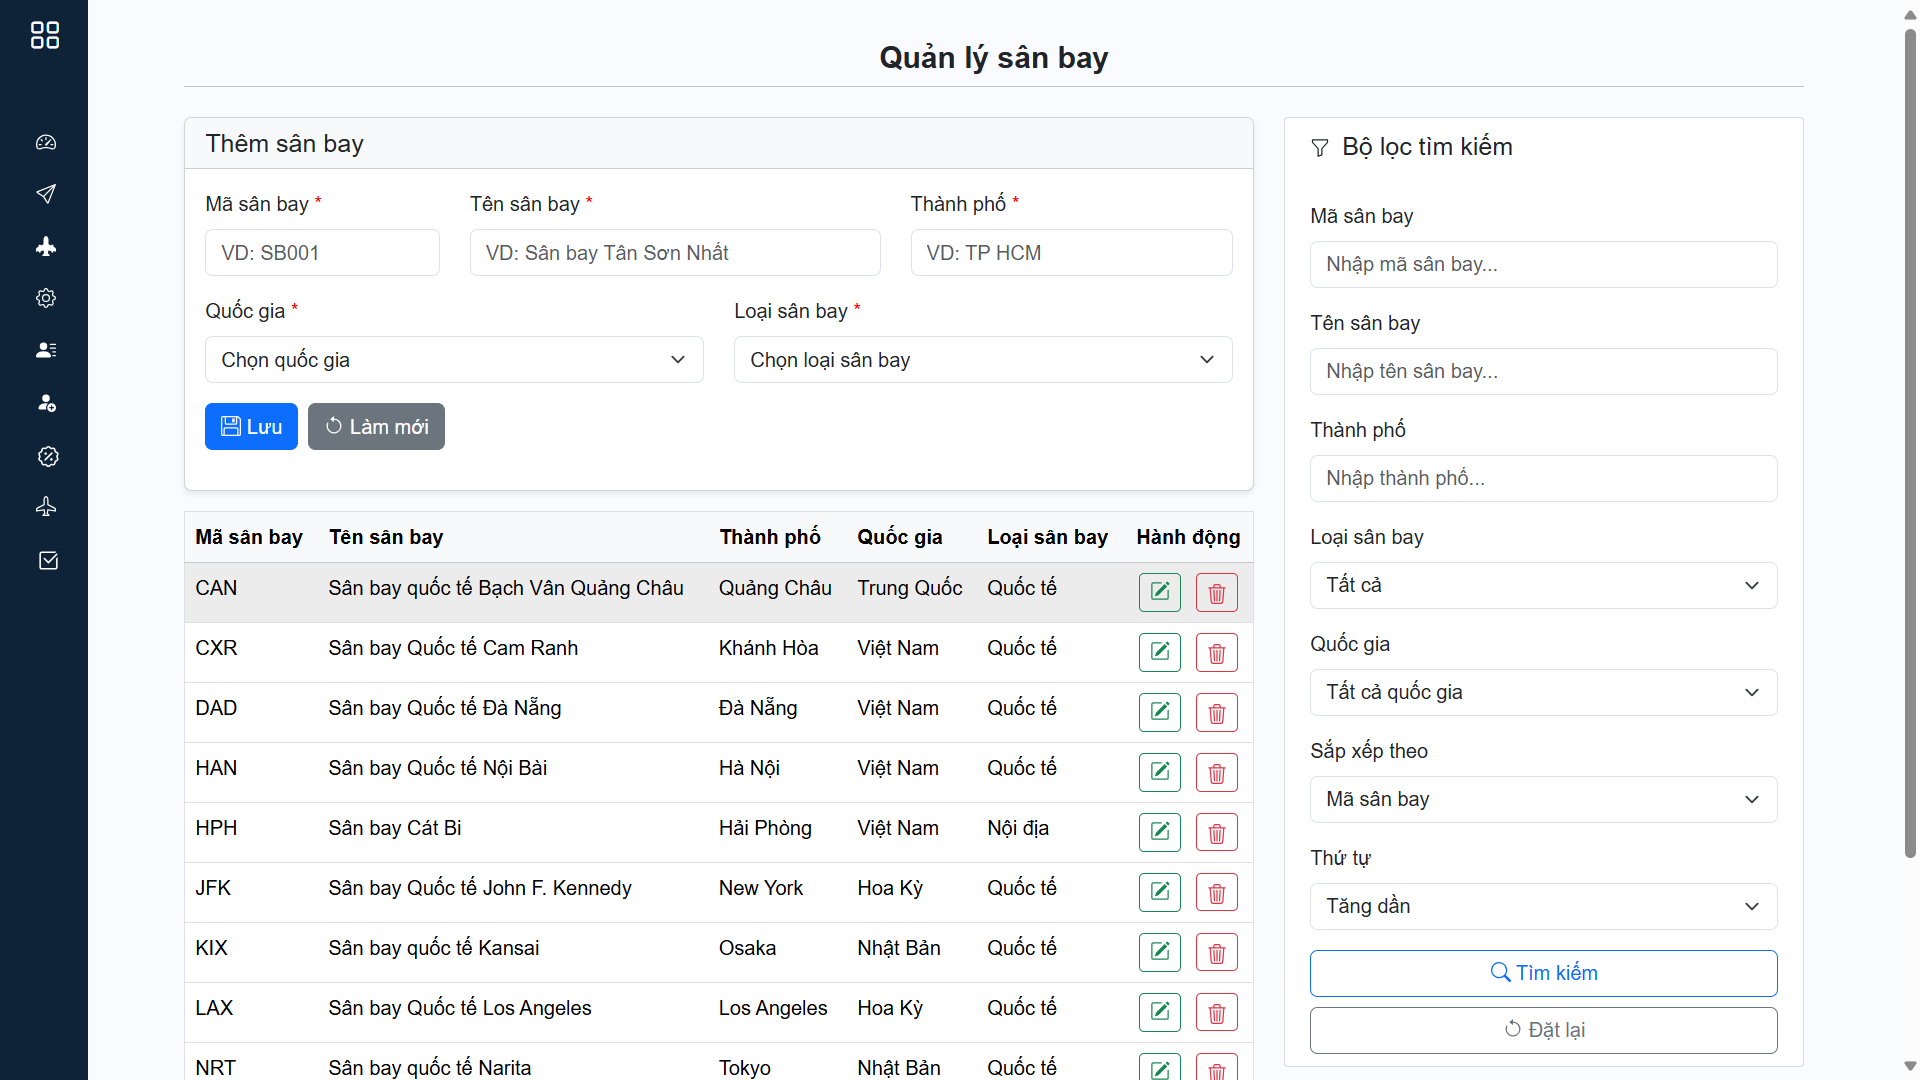 Quản lý sân bay
Thêm sân bay
Mã sân bay *
Tên sân bay *
Thành phố *
VD: SB001
VD: Sân bay Tân Sơn Nhất
VD: TP HCM
Quốc gia *
Loại sân bay *
Chọn quốc gia
Chọn loại sân bay
Lưu
Làm mới
Mã sân bay Tên sân bay Thành phố Quốc gia Loại sân bay Hành động
CAN Sân bay quốc tế Bạch Vân Quảng Châu Quảng Châu Trung Quốc Quốc tế
CXR Sân bay Quốc tế Cam Ranh Khánh Hòa Việt Nam Quốc tế
DAD Sân bay Quốc tế Đà Nẵng Đà Nẵng Việt Nam Quốc tế
HAN Sân bay Quốc tế Nội Bài Hà Nội Việt Nam Quốc tế
HPH Sân bay Cát Bi Hải Phòng Việt Nam Nội địa
JFK Sân bay Quốc tế John F. Kennedy New York Hoa Kỳ Quốc tế
KIX Sân bay quốc tế Kansai Osaka Nhật Bản Quốc tế
LAX Sân bay Quốc tế Los Angeles Los Angeles Hoa Kỳ Quốc tế
NRT Sân bay quốc tế Narita Tokyo Nhật Bản Quốc tế
Bộ lọc tìm kiếm
Mã sân bay
Nhập mã sân bay...
Tên sân bay
Nhập tên sân bay...
Thành phố
Nhập thành phố...
Loại sân bay
Tất cả
Quốc gia
Tất cả quốc gia
Sắp xếp theo
Mã sân bay
Thứ tự
Tăng dần
Tìm kiếm
Đặt lại